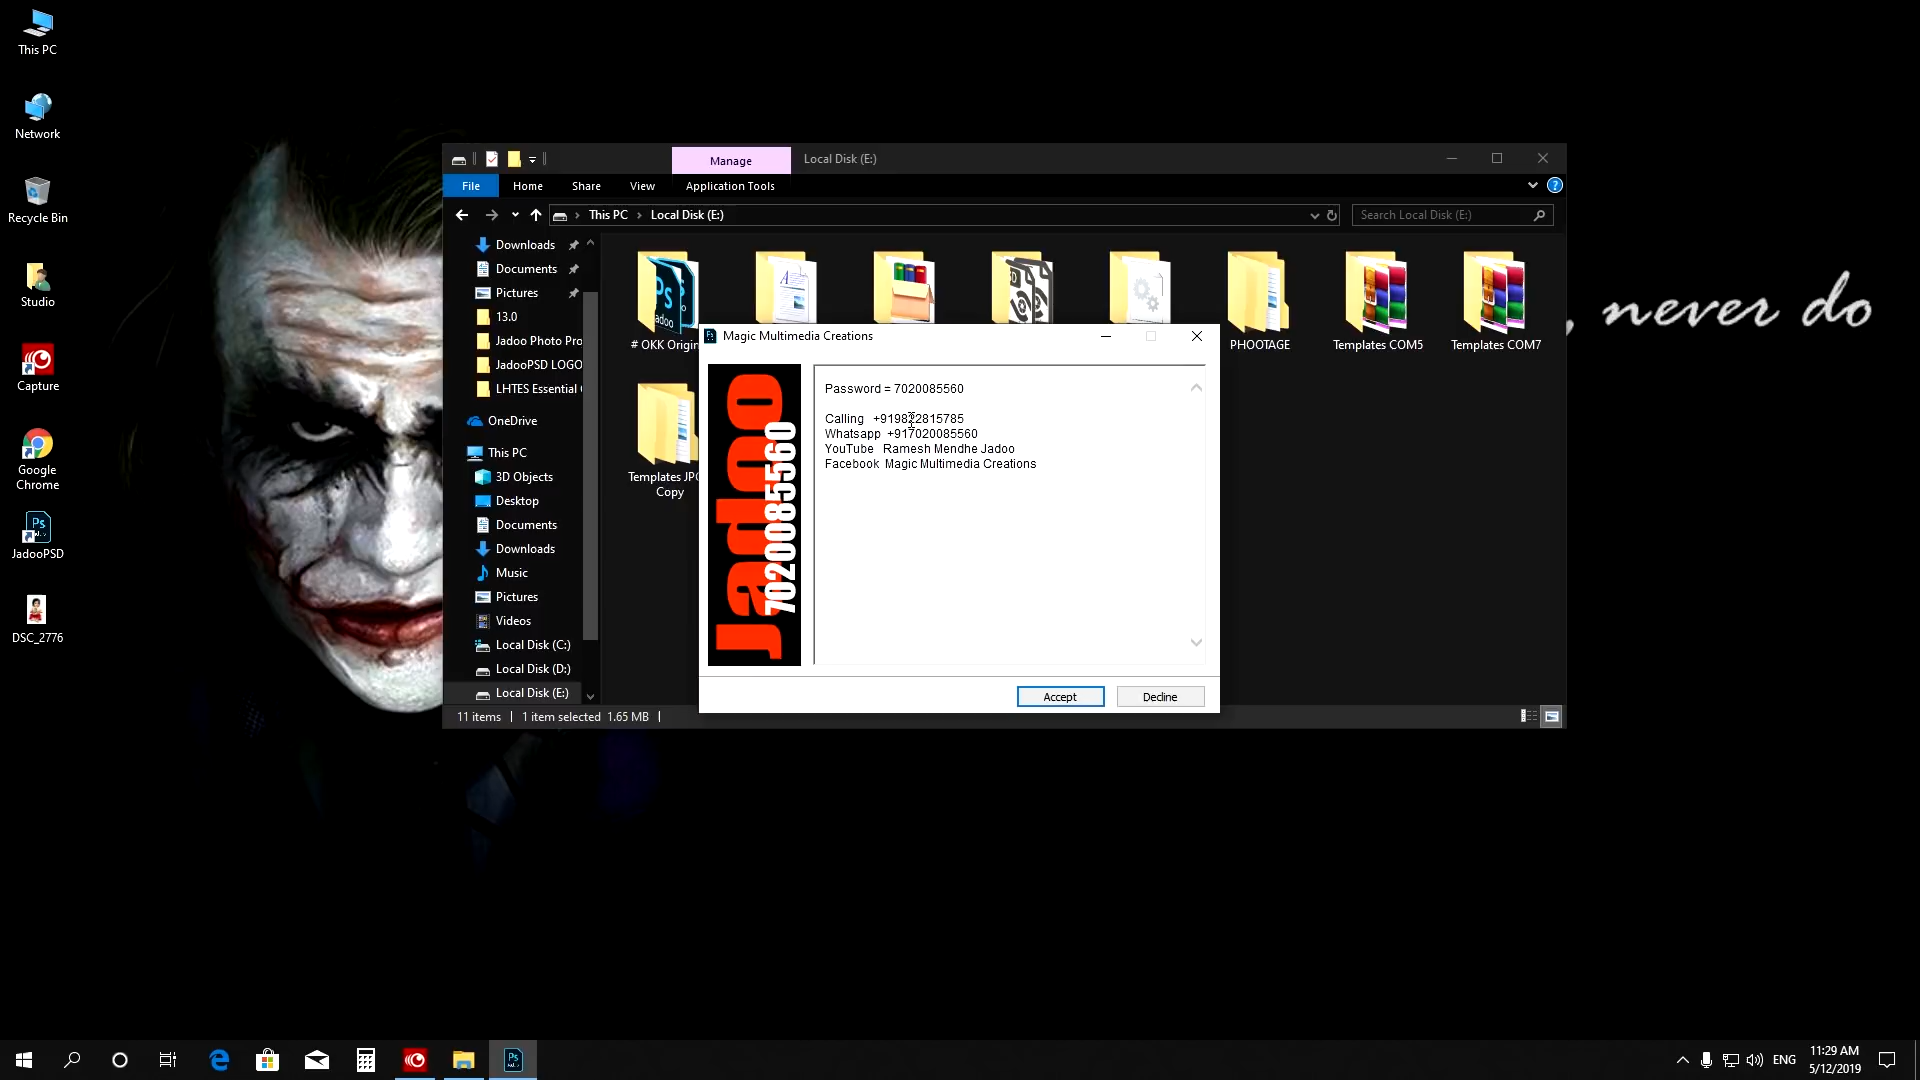 This PC
Network
Recycle Bin
Studio
Capture
Google
Chrome
JadooPSD
DSC_2776
, never do
Manage
Local Disk (E:)
File
Home
Share
View
Application Tools
This PC
Local Disk (E:)
Search Local Disk (E:)
Downloads
Documents
Pictures
13.0
Jadoo Photo Pro
JadooPSD LOGO
LHTES Essential
OneDrive
This PC
3D Objects
Desktop
Documents
Downloads
Music
Pictures
Videos
Local Disk (C:)
Local Disk (D:)
Local Disk (E:)
# OKK Origin
PHOOTAGE
Templates COM5
Templates COM7
Templates JP
Copy
Magic Multimedia Creations
Jadoo
7020085560
Password = 7020085560
Calling +919822815785
Whatsapp +917020085560
YouTube Ramesh Mendhe Jadoo
Facebook Magic Multimedia Creations
Accept
Decline
11 items
1 item selected 1.65 MB
ENG
11:29 AM
5/12/2019